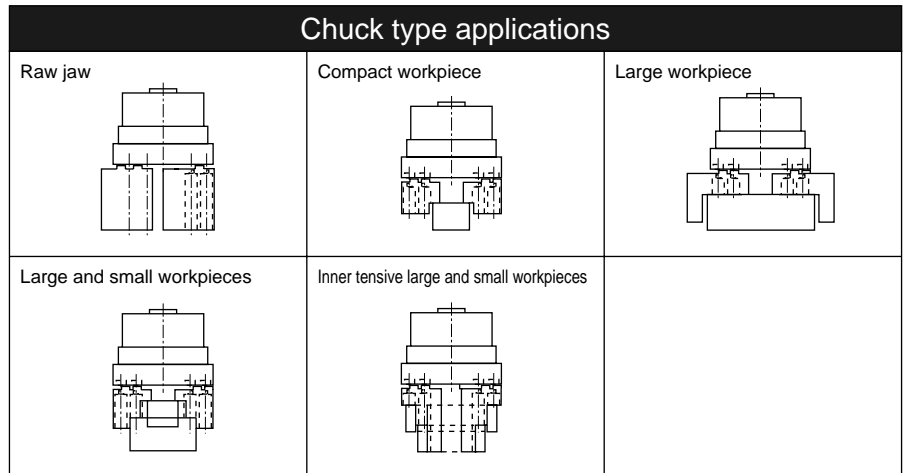 Chuck type applications
Raw jaw
Compact workpiece
Large workpiece
Large and small workpieces
Inner tensive large and small workpieces